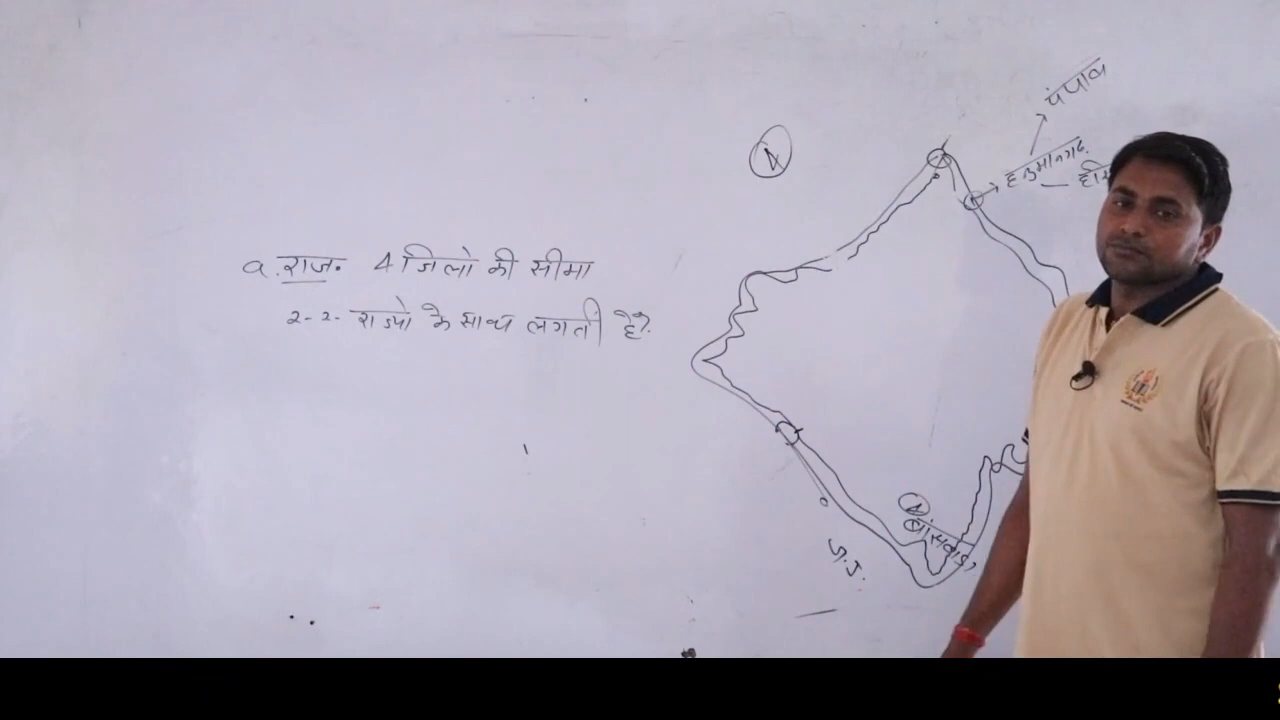 a. राज. 4 जिलो की सीमा
2-2- राज्यो के साथ लगती है?
4
पंजाब
हनुमानगढ.
बांसवाडा